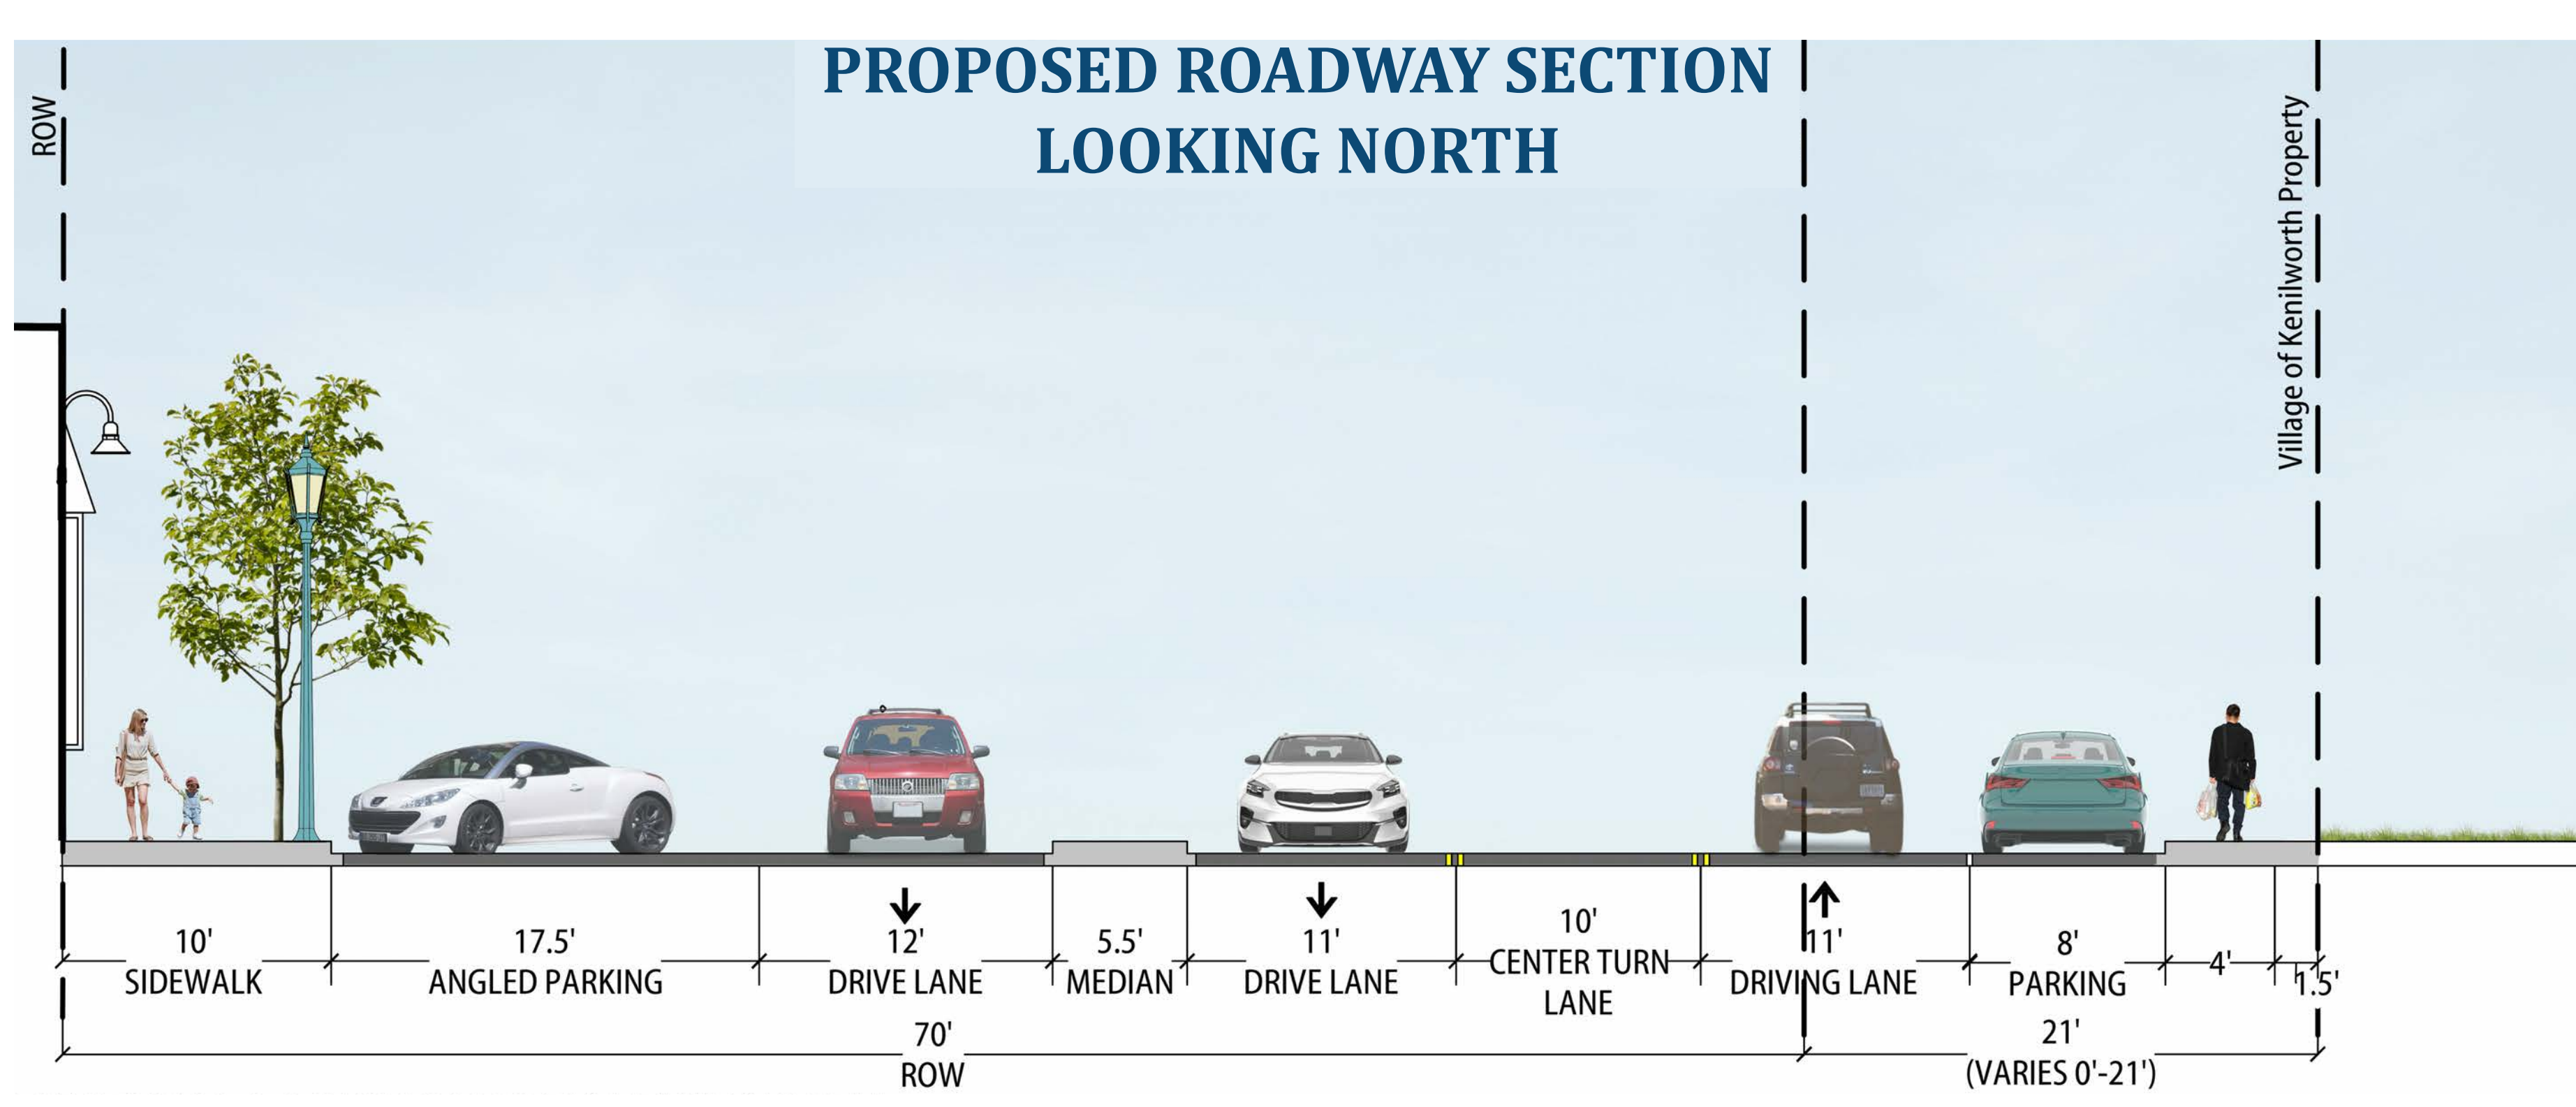 PROPOSED ROADWAY SECTION
LOOKING NORTH
ROW
Village of Kenilworth Property
10'
SIDEWALK
17.5'
ANGLED PARKING
12'
DRIVE LANE
5.5'
MEDIAN
11'
DRIVE LANE
10'
CENTER TURN
LANE
11'
DRIVING LANE
8'
PARKING
4'
1.5'
70'
ROW
21'
(VARIES 0'-21')